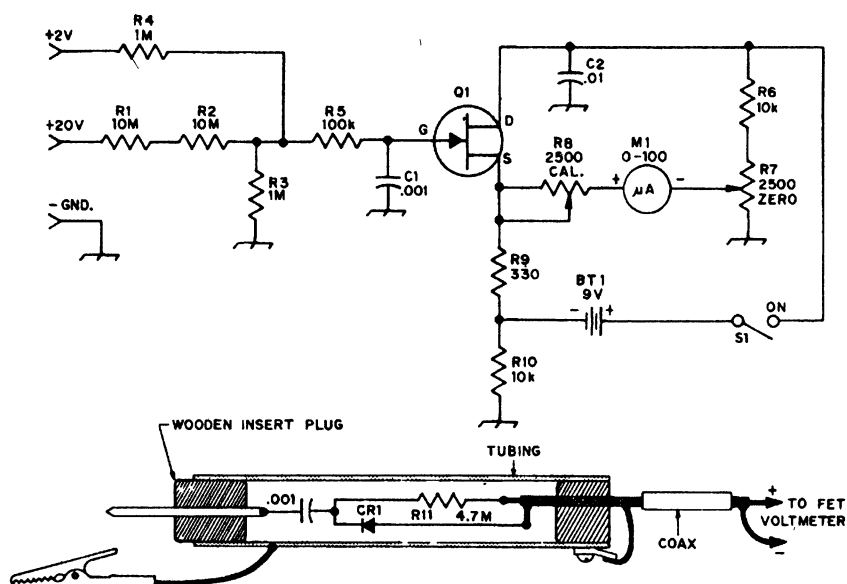 R4
1M
+2V
+20V
R1
10M
R2
10M
R5
100k
R3
1M
C1
.001
- GND.
Q1
G
D
S
C2
.01
R6
10k
R8
2500
CAL.
M1
0-100
+
μA
-
R7
2500
ZERO
R9
330
BT1
9V
-
+
ON
S1
R10
10k
WOODEN INSERT PLUG
TUBING
.001
CR1
R11
4.7M
COAX
+
TO FET
VOLTMETER
-